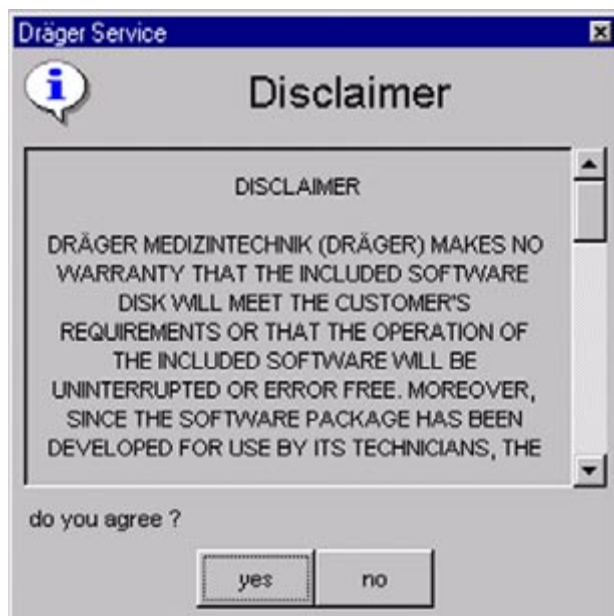 Dräger Service
Disclaimer
DISCLAIMER
DRÄGER MEDIZINTECHNIK (DRÄGER) MAKES NO
WARRANTY THAT THE INCLUDED SOFTWARE
DISK WILL MEET THE CUSTOMER'S
REQUIREMENTS OR THAT THE OPERATION OF
THE INCLUDED SOFTWARE WILL BE
UNINTERRUPTED OR ERROR FREE. MOREOVER,
SINCE THE SOFTWARE PACKAGE HAS BEEN
DEVELOPED FOR USE BY ITS TECHNICIANS, THE
do you agree ?
yes
no